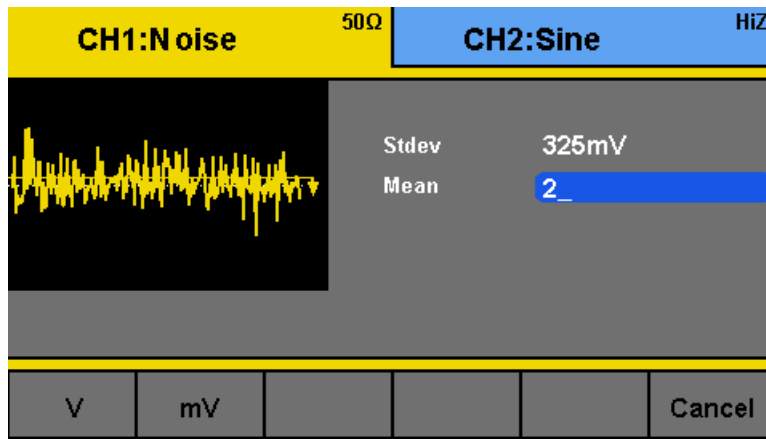 CH1:Noise 50Ω CH2:Sine HiZ
Stdev 325mV
Mean 2_
V mV Cancel